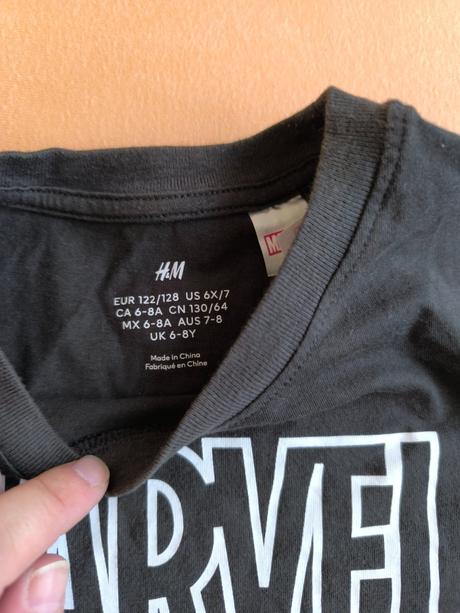 H&M
EUR 122/128 US 6X/7
CA 6-8A CN 130/64
MX 6-8A AUS 7-8
UK 6-8Y
Made in China
Fabriqué en Chine
MARVEL